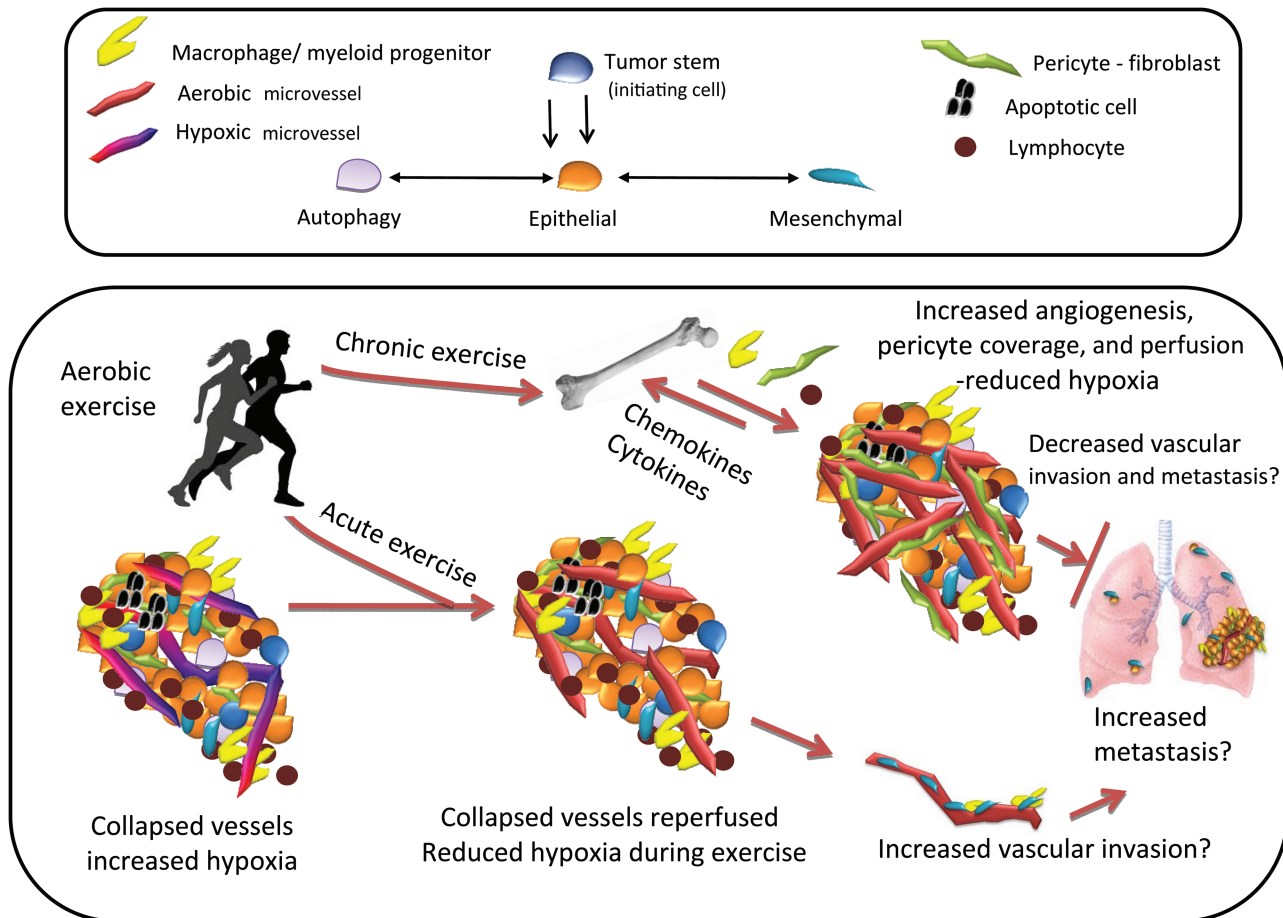 Macrophage/ myeloid progenitor
Aerobic microvessel
Hypoxic microvessel
Tumor stem
(initiating cell)
Pericyte - fibroblast
Apoptotic cell
Lymphocyte
Autophagy
Epithelial
Mesenchymal
Aerobic
exercise
Chronic exercise
Acute exercise
Chemokines
Cytokines
Increased angiogenesis,
pericyte coverage, and perfusion
-reduced hypoxia
Decreased vascular
invasion and metastasis?
Collapsed vessels
increased hypoxia
Collapsed vessels reperfused
Reduced hypoxia during exercise
Increased vascular invasion?
Increased
metastasis?